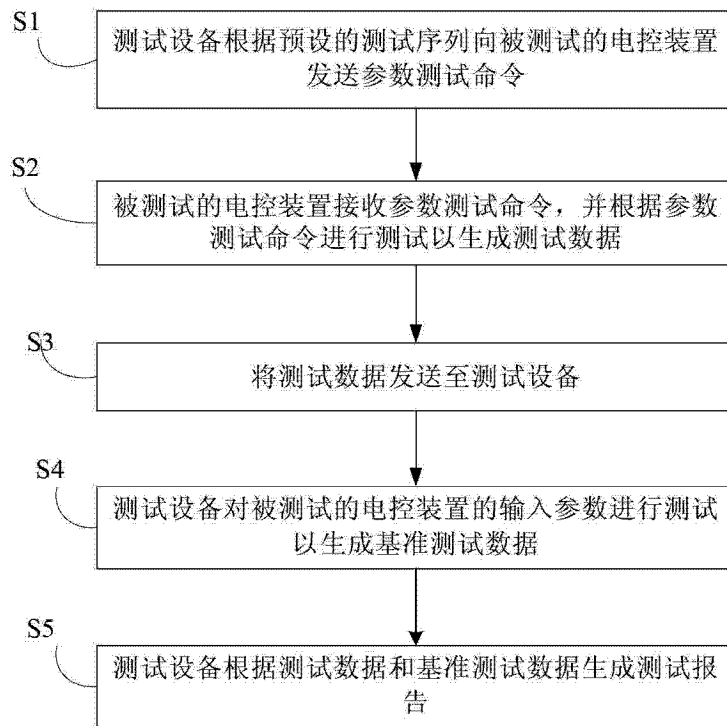 S1
测试设备根据预设的测试序列向被测试的电控装置
发送参数测试命令
S2
被测试的电控装置接收参数测试命令，并根据参数
测试命令进行测试以生成测试数据
S3
将测试数据发送至测试设备
S4
测试设备对被测试的电控装置的输入参数进行测试
以生成基准测试数据
S5
测试设备根据测试数据和基准测试数据生成测试报
告